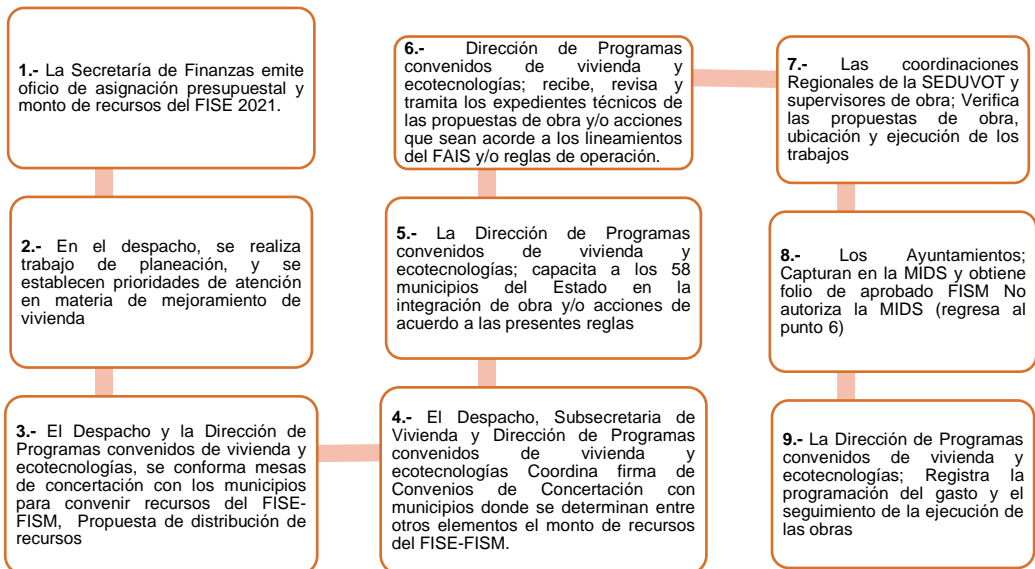 1.- La Secretaría de Finanzas emite
oficio de asignación presupuestal y
monto de recursos del FISE 2021.
2.- En el despacho, se realiza
trabajo de planeación, y se
establecen prioridades de atención
en materia de mejoramiento de
vivienda
3.- El Despacho y la Dirección de
Programas convenidos de vivienda y
ecotecnologías, se conforma mesas
de concertación con los municipios
para convenir recursos del FISE-
FISM, Propuesta de distribución de
recursos
4.- El Despacho, Subsecretaria de
Vivienda y Dirección de Programas
convenidos de vivienda y
ecotecnologías Coordina firma de
Convenios de Concertación con
municipios donde se determinan entre
otros elementos el monto de recursos
del FISE-FISM.
5.- La Dirección de Programas
convenidos de vivienda y
ecotecnologías; capacita a los 58
municipios del Estado en la
integración de obra y/o acciones de
acuerdo a las presentes reglas
6.- Dirección de Programas
convenidos de vivienda y
ecotecnologías; recibe, revisa y
tramita los expedientes técnicos de
las propuestas de obra y/o acciones
que sean acorde a los lineamientos
del FAIS y/o reglas de operación.
7.- Las coordinaciones
Regionales de la SEDUVOT y
supervisores de obra; Verifica
las propuestas de obra,
ubicación y ejecución de los
trabajos
8.- Los Ayuntamientos;
Capturan en la MIDS y obtiene
folio de aprobado FISM No
autoriza la MIDS (regresa al
punto 6)
9.- La Dirección de Programas
convenidos de vivienda y
ecotecnologías; Registra la
programación del gasto y el
seguimiento de la ejecución de
las obras